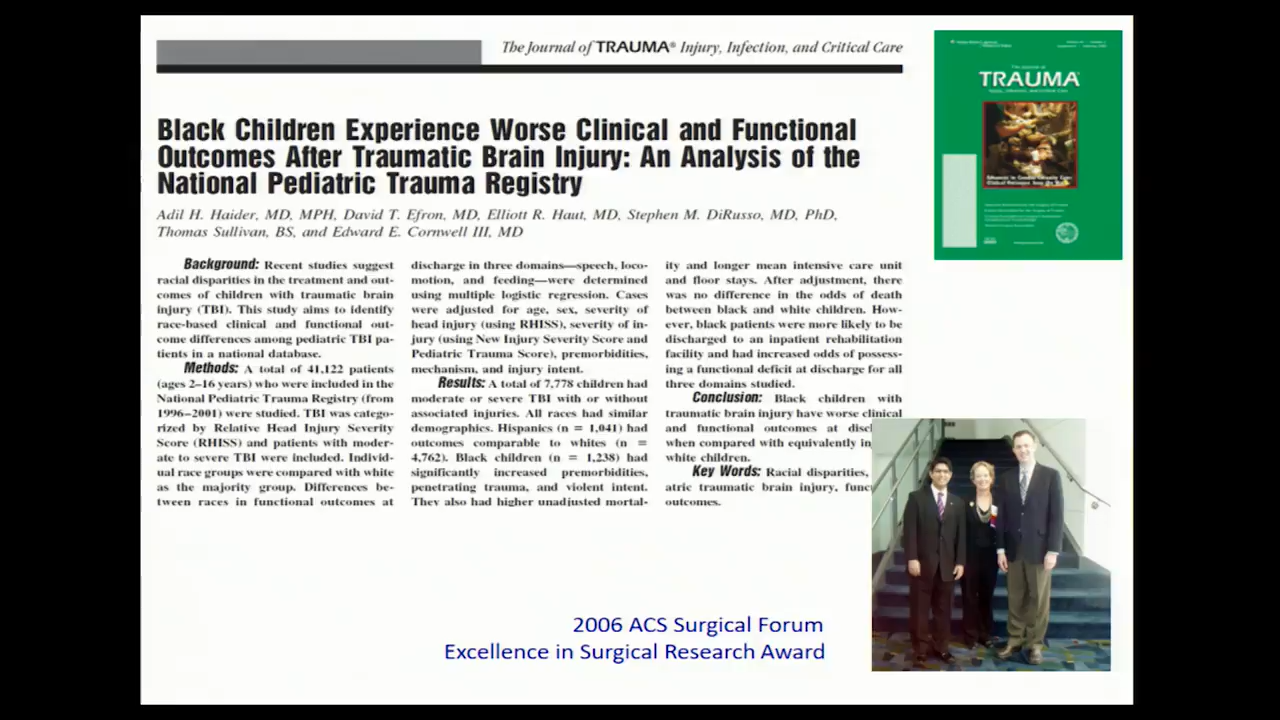 The Journal of TRAUMA® Injury, Infection, and Critical Care
Black Children Experience Worse Clinical and Functional
Outcomes After Traumatic Brain Injury: An Analysis of the
National Pediatric Trauma Registry
Adil H. Haider, MD, MPH, David T. Efron, MD, Elliott R. Haut, MD, Stephen M. DiRusso, MD, PhD,
Thomas Sullivan, BS, and Edward E. Cornwell III, MD
Background: Recent studies suggest
racial disparities in the treatment and out-
comes of children with traumatic brain
injury (TBI). This study aims to identify
race-based clinical and functional out-
come differences among pediatric TBI pa-
tients in a national database.
Methods: A total of 41,122 patients
(ages 2–16 years) who were included in the
National Pediatric Trauma Registry (from
1996–2001) were studied. TBI was catego-
rized by Relative Head Injury Severity
Score (RHISS) and patients with moder-
ate to severe TBI were included. Individ-
ual race groups were compared with white
as the majority group. Differences be-
tween races in functional outcomes at
discharge in three domains—speech, loco-
motion, and feeding—were determined
using multiple logistic regression. Cases
were adjusted for age, sex, severity of
head injury (using RHISS), severity of in-
jury (using New Injury Severity Score and
Pediatric Trauma Score), premorbidities,
mechanism, and injury intent.
Results: A total of 7,778 children had
moderate or severe TBI with or without
associated injuries. All races had similar
demographics. Hispanics (n = 1,041) had
outcomes comparable to whites (n =
4,762). Black children (n = 1,238) had
significantly increased premorbidities,
penetrating trauma, and violent intent.
They also had higher unadjusted mortal-
ity and longer mean intensive care unit
and floor stays. After adjustment, there
was no difference in the odds of death
between black and white children. How-
ever, black patients were more likely to be
discharged to an inpatient rehabilitation
facility and had increased odds of possess-
ing a functional deficit at discharge for all
three domains studied.
Conclusion: Black children with
traumatic brain injury have worse clinical
and functional outcomes at disch
when compared with equivalently in
white children.
Key Words: Racial disparities,
atric traumatic brain injury, func
outcomes.
The Journal of
TRAUMA
2006 ACS Surgical Forum
Excellence in Surgical Research Award